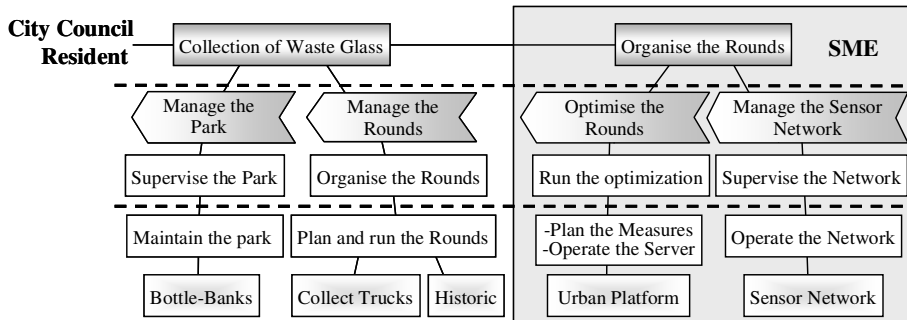 City Council
Resident
Collection of Waste Glass
Organise the Rounds
SME
Manage the
Park
Manage the
Rounds
Optimise the
Rounds
Manage the Sensor
Network
Supervise the Park
Organise the Rounds
Run the optimization
Supervise the Network
Maintain the park
Plan and run the Rounds
-Plan the Measures
-Operate the Server
Operate the Network
Bottle-Banks
Collect Trucks
Historic
Urban Platform
Sensor Network